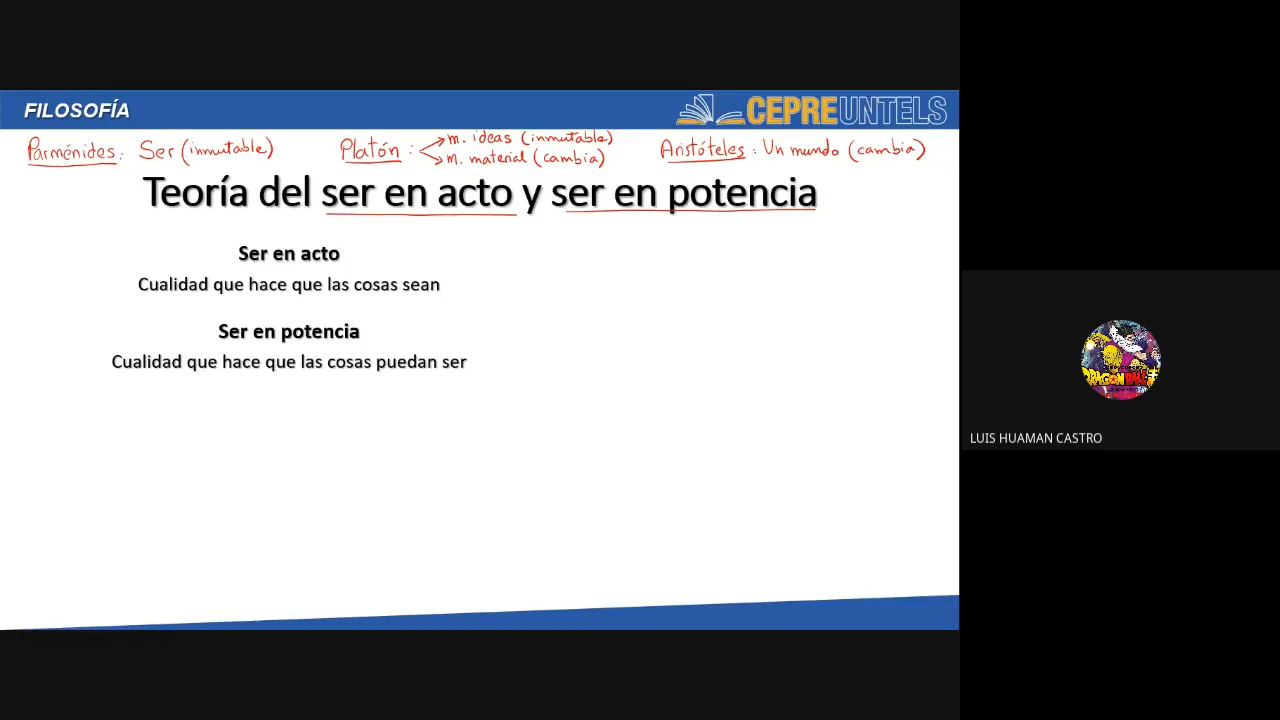 FILOSOFÍA
CEPREUNTELS
Parménides: Ser (inmutable)
Platón: m. ideas (inmutable)
m. material (cambia)
Aristóteles: Un mundo (cambia)
Teoría del ser en acto y ser en potencia
Ser en acto
Cualidad que hace que las cosas sean
Ser en potencia
Cualidad que hace que las cosas puedan ser
DRAGON BALL
LUIS HUAMAN CASTRO